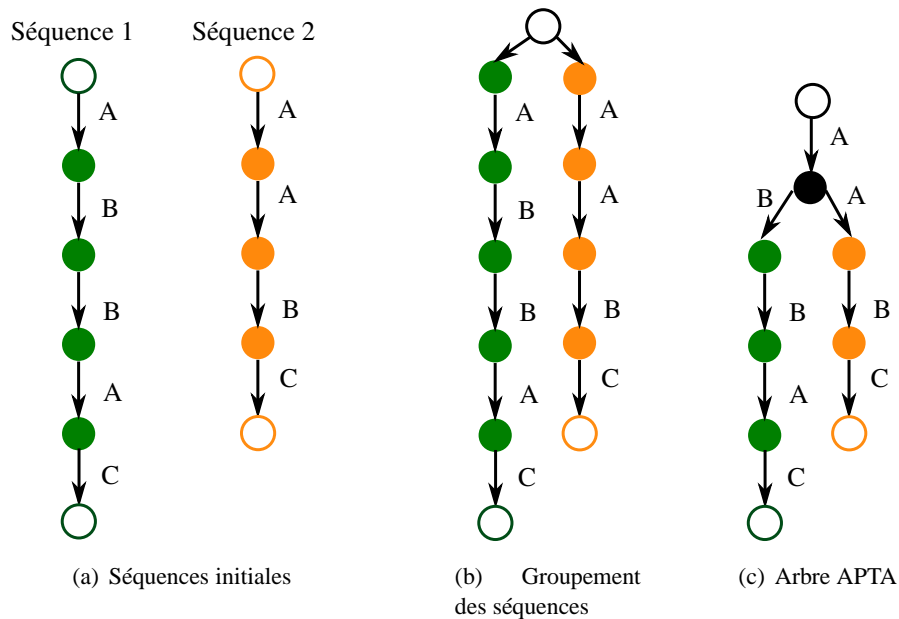 Séquence 1
A
B
B
A
C
Séquence 2
A
A
B
C
A
B
B
A
C
A
A
B
C
A
B
A
B
B
A
C
C
(a) Séquences initiales
(b) Groupement
des séquences
(c) Arbre APTA